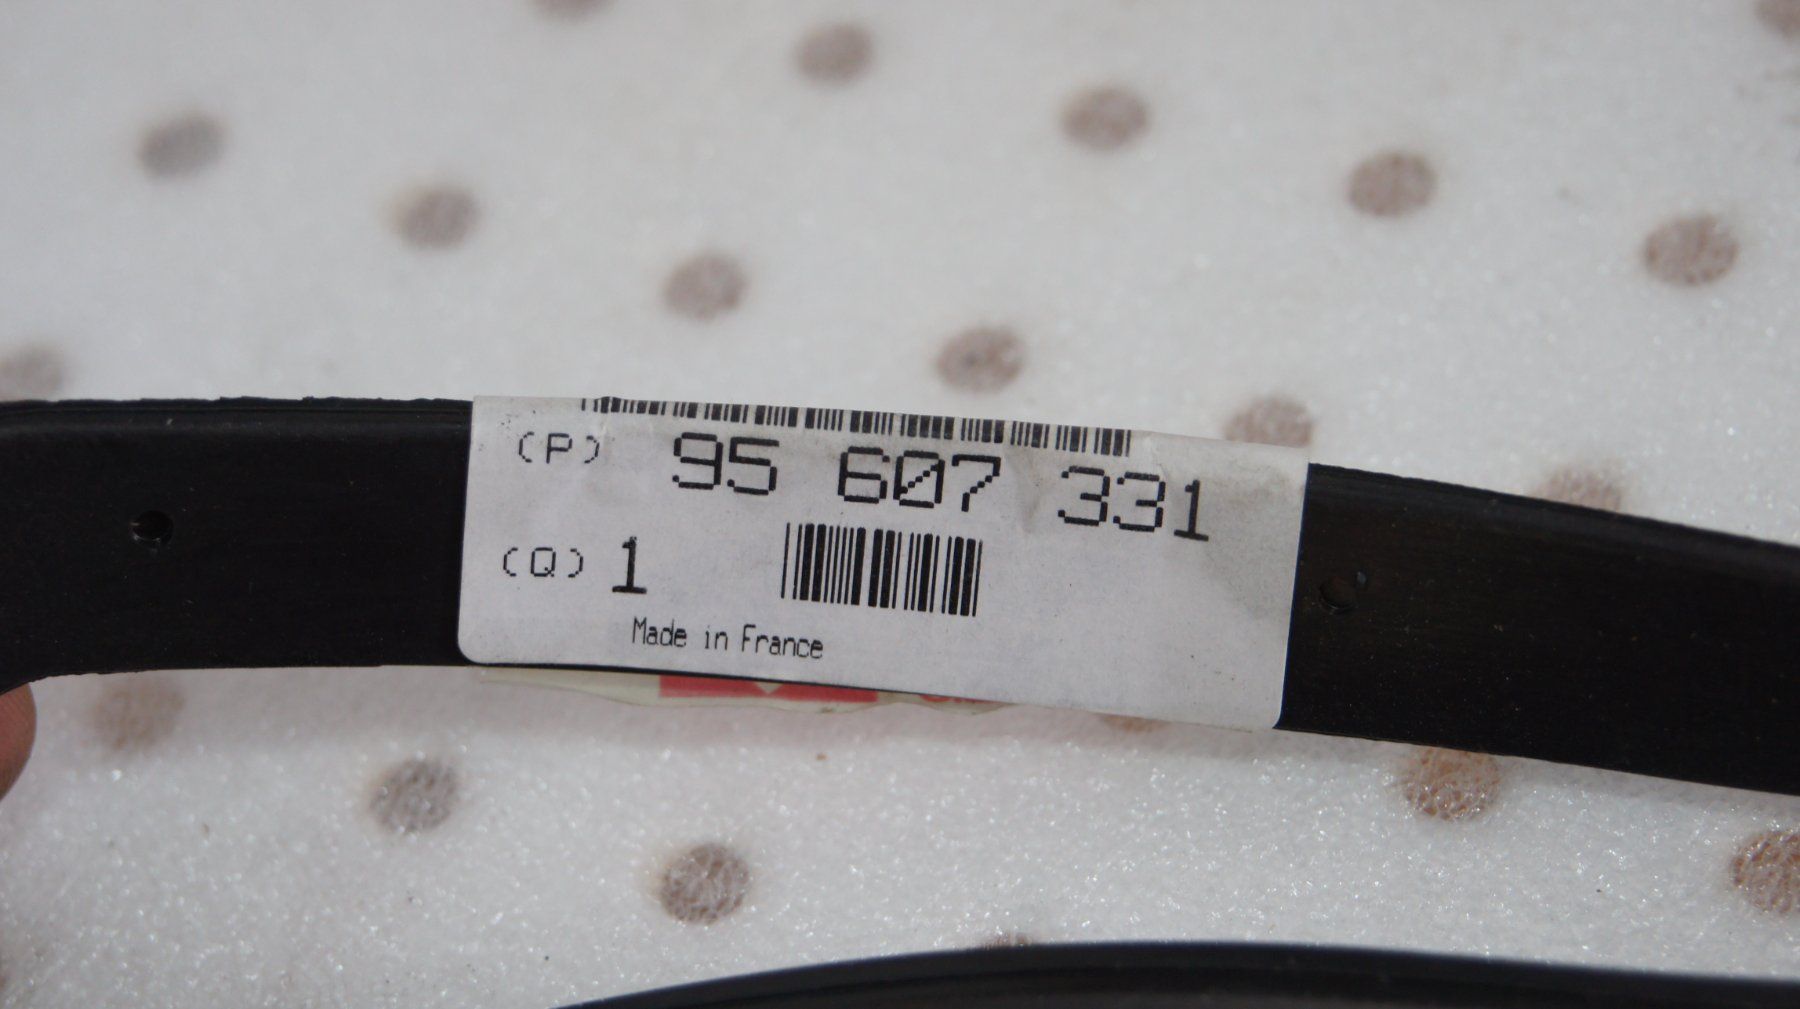 (P) 95 607 331
(Q) 1
Made in France